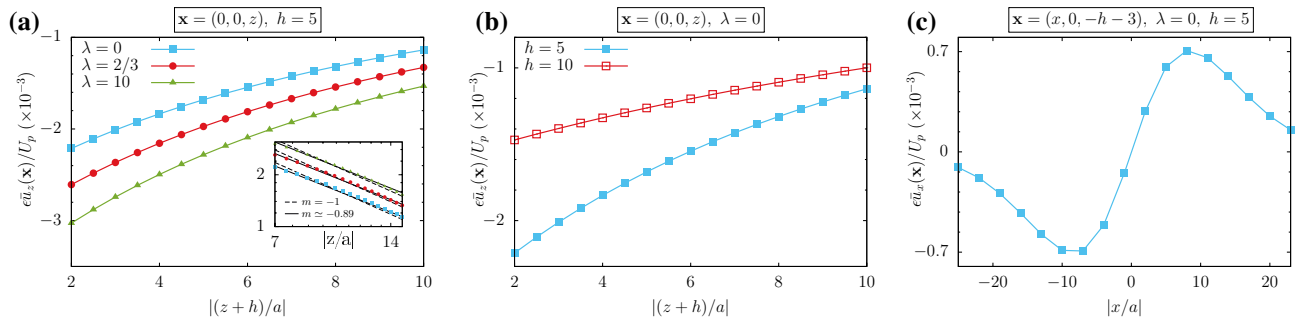 (a)
x = (0, 0, z), h = 5
λ = 0
λ = 2/3
λ = 10
−1
−2
−3
ϵū_z(x)/U_p (×10⁻³)
2 4 6 8 10
|(z + h)/a|
2
1
m = −1
m ≃ −0.89
7 14
|z/a|
(b)
x = (0, 0, z), λ = 0
h = 5
h = 10
−1
−2
ϵū_z(x)/U_p (×10⁻³)
2 4 6 8 10
|(z + h)/a|
(c)
x = (x, 0, −h − 3), λ = 0, h = 5
0.7
0
−0.7
ϵū_x(x)/U_p (×10⁻³)
−20 −10 0 10 20
|x/a|